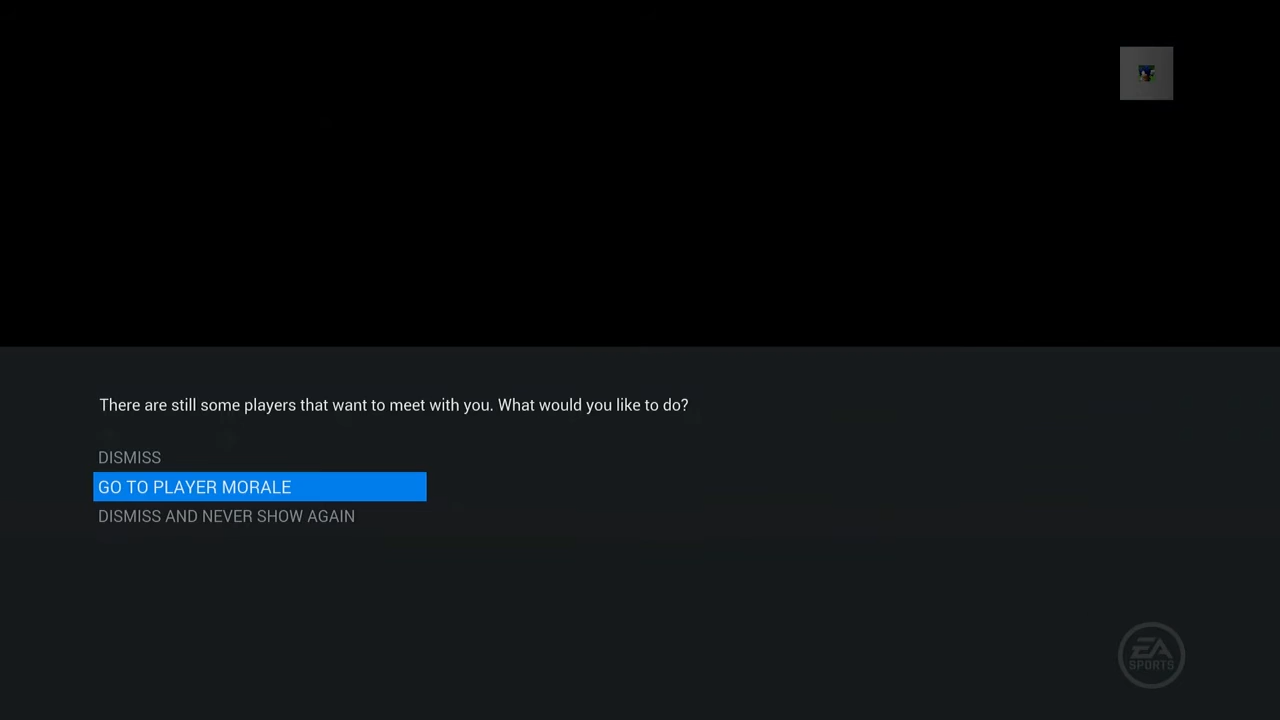 There are still some players that want to meet with you. What would you like to do?
DISMISS
GO TO PLAYER MORALE
DISMISS AND NEVER SHOW AGAIN
EA
SPORTS